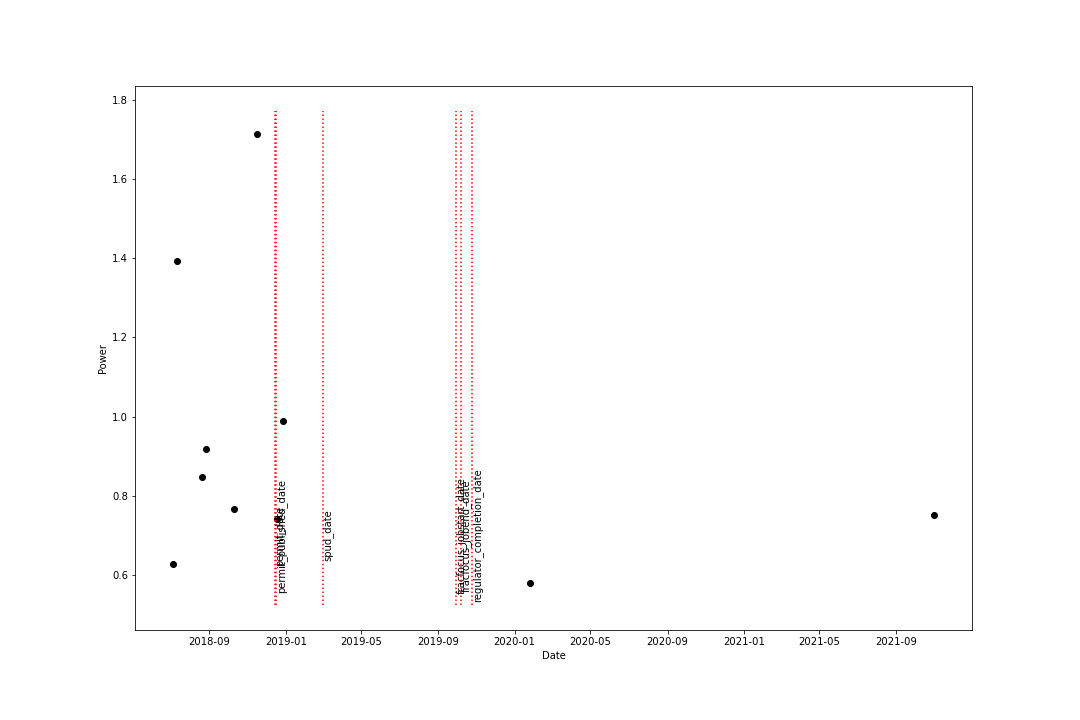 1.8
1.6
1.4
1.2
1.0
0.8
0.6
Power
permit_date
permit_published_date
spud_date
fracfocus_jobstart_date
fracfocus_jobend_date
regulator_completion_date
2018-09
2019-01
2019-05
2019-09
2020-01
2020-05
2020-09
2021-01
2021-05
2021-09
Date